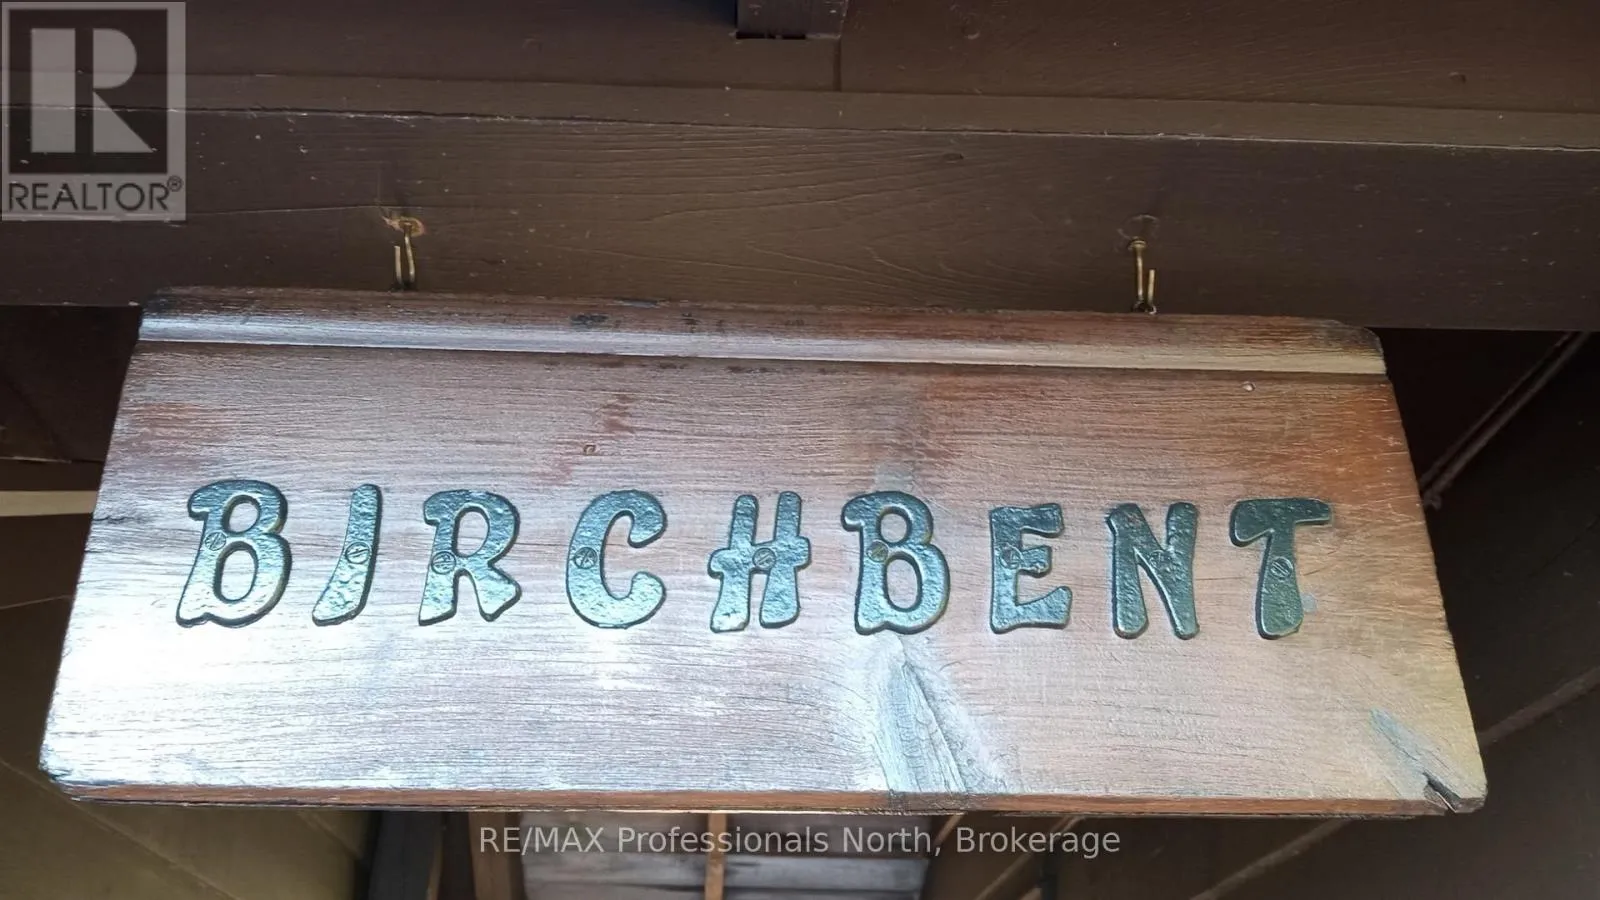 REALTOR®
BIRCHBENT
RE/MAX Professionals North, Brokerage